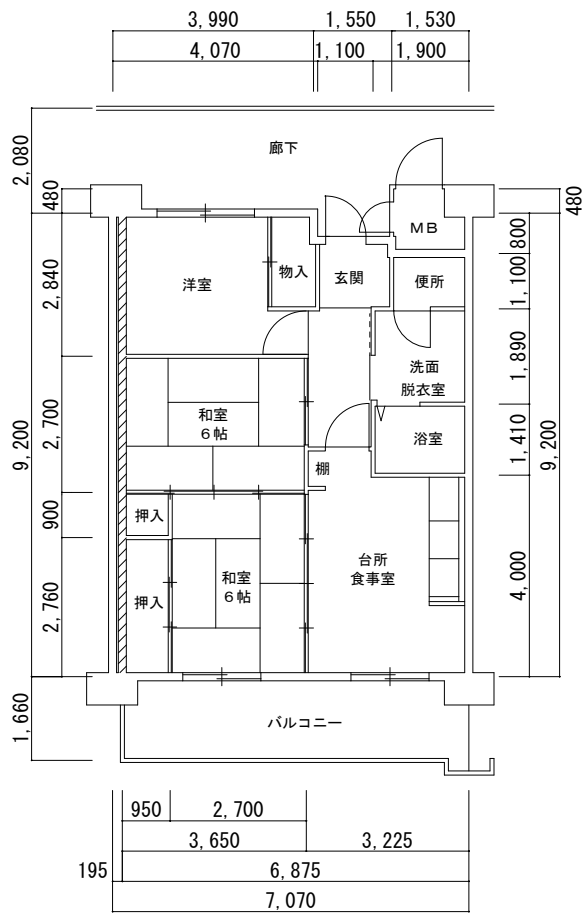 3,990 1,550 1,530
4,070 1,100 1,900
廊下
2,080
480
480
MB
800
物入
玄関
便所
洋室
1,100
2,840
洗面
脱衣室
1,890
和室
6帖
2,700
浴室
1,410
9,200
9,200
棚
押入
900
台所
食事室
和室
6帖
押入
4,000
2,760
バルコニー
1,660
950 2,700
3,650 3,225
195 6,875
7,070